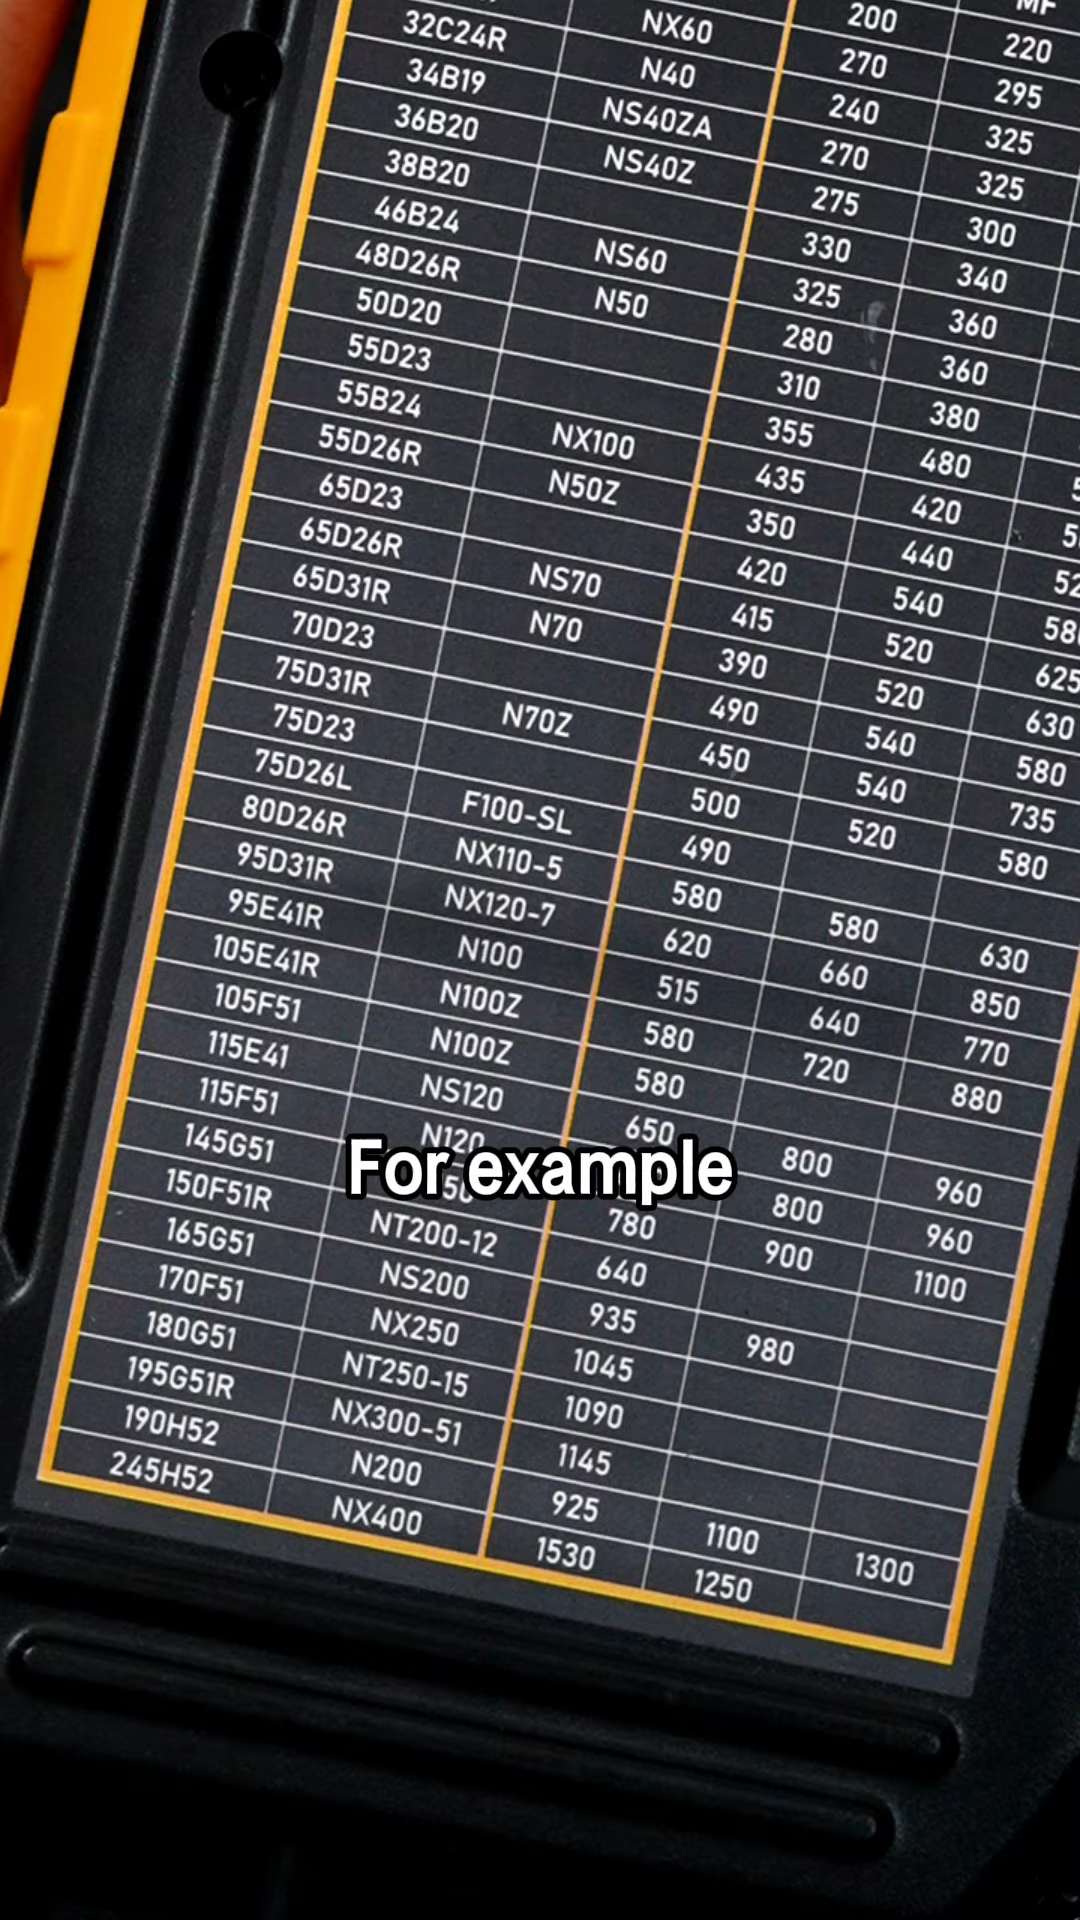 MF
200 220
NX60 270 295
32C24R N40 240 325
34B19 NS40ZA 270 325
36B20 NS40Z 275 300
38B20 330 340
46B24 NS60 325 360
48D26R N50 280 360
50D20 310 380
55D23 355 480
55B24 NX100 435 420
55D26R N50Z 350 440
65D23 420 540 580
65D26R NS70 415 520 625
65D31R N70 390 520 630
70D23 490 540 580
75D31R N70Z 450 540 735
75D23 500 520 580
75D26L F100-SL 490
80D26R NX110-5 580 580 630
95D31R NX120-7 620 660 850
95E41R N100 515 640 770
105E41R N100Z 580 720 880
105F51 N100Z 580
115E41 NS120 650 800 960
115F51 N120 800 960
145G51 780 900 1100
150F51R NT200-12 640
165G51 NS200 935 980
170F51 NX250 1045
180G51 NT250-15 1090
195G51R NX300-51 1145
190H52 N200 925 1100 1300
245H52 NX400 1530 1250
For example